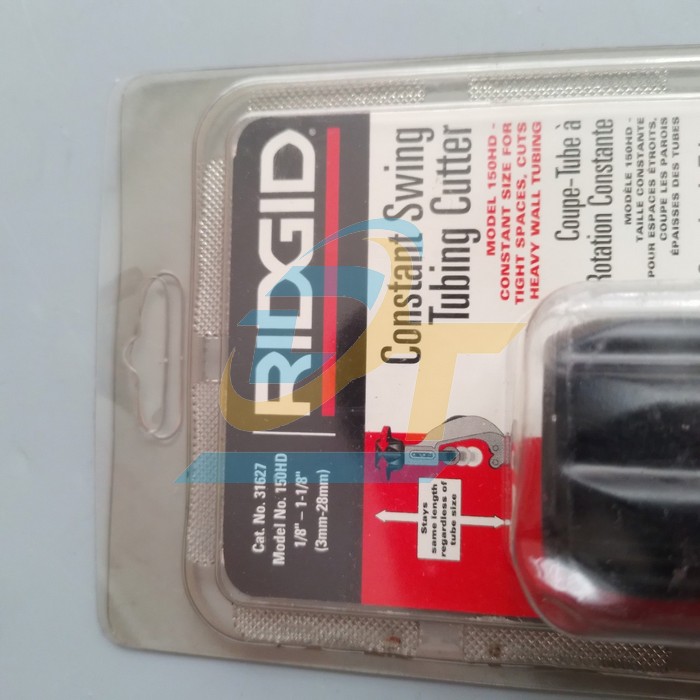 RIDGID
Cat. No. 31627
Model No. 150HD
1/8" – 1-1/8"
(3mm-28mm)
Constant Swing
Tubing Cutter
MODEL 150HD -
CONSTANT SIZE FOR
TIGHT SPACES, CUTS
HEAVY WALL TUBING
Coupe-Tube à
Rotation Constante
MODÈLE 150HD -
TAILLE CONSTANTE
POUR ESPACES ÉTROITS,
COUPE LES PAROIS
ÉPAISSES DES TUBES
RIDGID
Stays
same length
regardless of
tube size